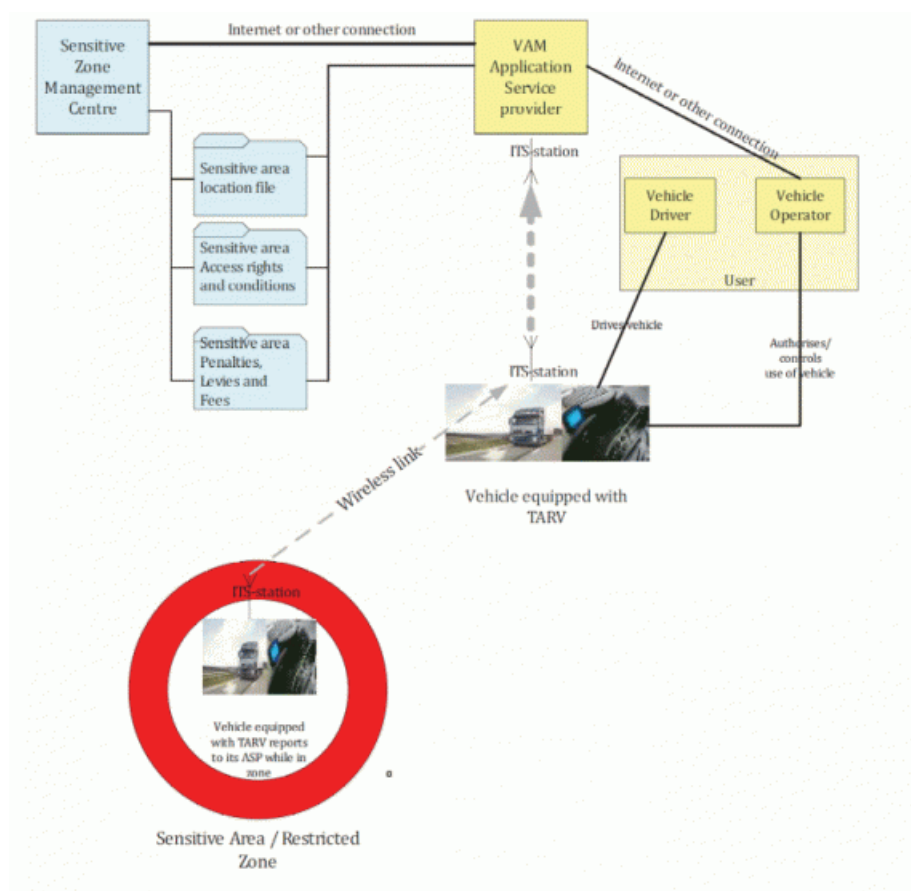 Internet or other connection
Sensitive
Zone
Management
Centre
VAM
Application
Service
provider
Internet or other connection
ITS-station
Sensitive area
location file
Sensitive area
Access rights
and conditions
Sensitive area
Penalties,
Levies and
Fees
Vehicle
Driver
Vehicle
Operator
User
Drives vehicle
Authorises/
controls
use of vehicle
ITS-station
Wireless link
Vehicle equipped with
TARV
ITS-station
Vehicle equipped
with TARV reports
to its ASP while in
zone
Sensitive Area / Restricted
Zone